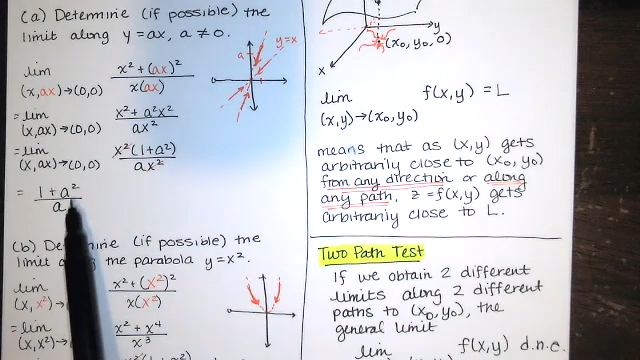 (a) Determine (if possible) the
limit along y=ax, a ≠ 0.
lim (x,ax)→(0,0) x²+(ax)² / x(ax)
= lim (x,ax)→(0,0) x²+a²x² / ax²
= lim (x,ax)→(0,0) x²(1+a²) / ax²
= 1+a² / a
a
y=x
(b) Determine (if possible) the
limit along the parabola y=x².
lim (x,x²)→ x²+(x²)² / x(x²)
= lim x²+x⁴ / x³
y
(x₀,y₀,0)
x
lim f(x,y) = L
(x,y)→(x₀,y₀)
means that as (x,y) gets
arbitrarily close to (x₀,y₀)
from any direction or along
any path, z=f(x,y) gets
arbitrarily close to L.
Two Path Test
If we obtain 2 different
limits along 2 different
paths to (x₀,y₀), the
general limit
lim f(x,y) d.n.e.